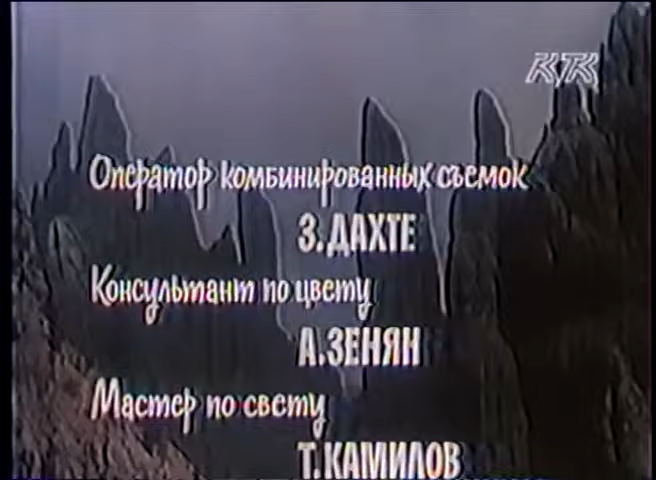 КТК
Оператор комбинированных съемок
З.ДАХТЕ
Консультант по цвету
А.ЗЕНЯН
Мастер по свету
Т.КАМИЛОВ